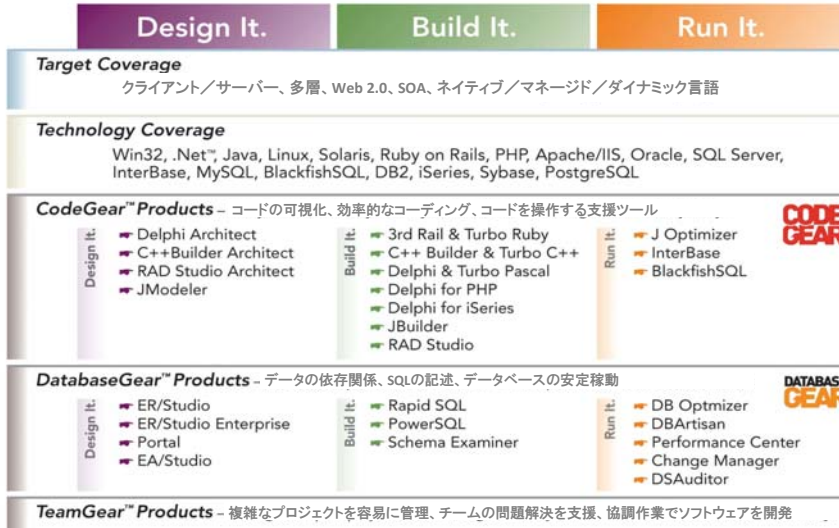 Design It.
Build It.
Run It.
Target Coverage
クライアント／サーバー、多層、Web 2.0、SOA、ネイティブ／マネージド／ダイナミック言語
Technology Coverage
Win32, .Net™, Java, Linux, Solaris, Ruby on Rails, PHP, Apache/IIS, Oracle, SQL Server,
InterBase, MySQL, BlackfishSQL, DB2, iSeries, Sybase, PostgreSQL
CodeGear™ Products – コードの可視化、効率的なコーディング、コードを操作する支援ツール
CODE
GEAR
Design It.
Delphi Architect
C++Builder Architect
RAD Studio Architect
JModeler
Build It.
3rd Rail & Turbo Ruby
C++ Builder & Turbo C++
Delphi & Turbo Pascal
Delphi for PHP
Delphi for iSeries
JBuilder
RAD Studio
Run It.
J Optimizer
InterBase
BlackfishSQL
DatabaseGear™ Products – データの依存関係、SQLの記述、データベースの安定稼動
DATABAS
GEAR
Design It.
ER/Studio
ER/Studio Enterprise
Portal
EA/Studio
Build It.
Rapid SQL
PowerSQL
Schema Examiner
Run It.
DB Optmizer
DBArtisan
Performance Center
Change Manager
DSAuditor
TeamGear™ Products – 複雑なプロジェクトを容易に管理、チームの問題解決を支援、協調作業でソフトウェアを開発